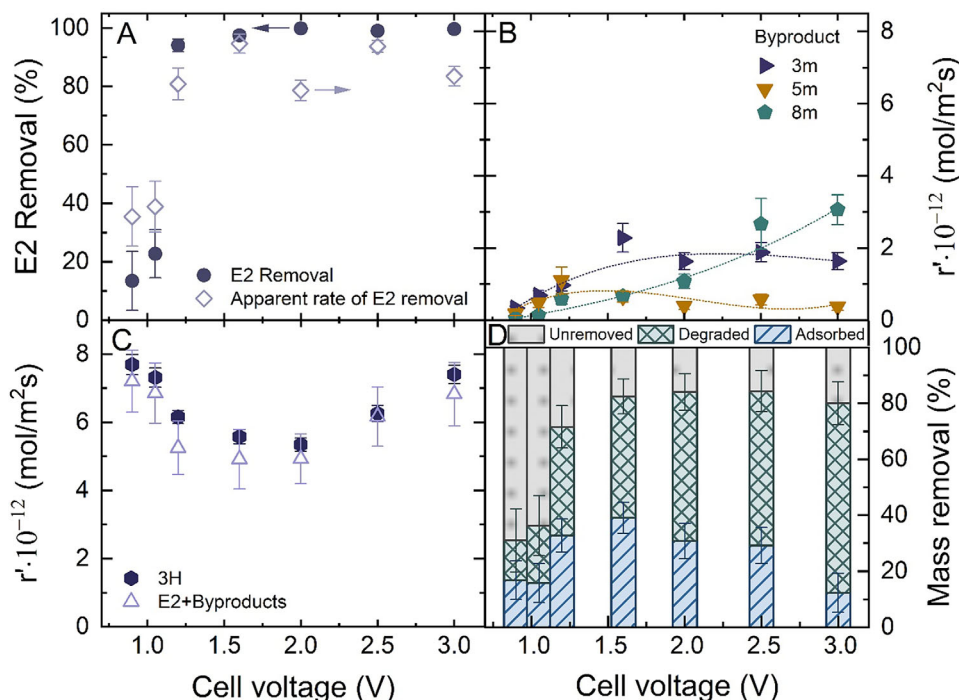 A
E2 Removal (%)
100
80
60
40
20
0
E2 Removal
Apparent rate of E2 removal
B
Byproduct
3m
5m
8m
8
6
4
2
0
r'·10⁻¹² (mol/m²s)
C
r'·10⁻¹² (mol/m²s)
8
6
4
2
0
3H
E2+Byproducts
1.0 1.5 2.0 2.5 3.0
Cell voltage (V)
D
Unremoved Degraded Adsorbed
100
80
60
40
20
0
Mass removal (%)
1.0 1.5 2.0 2.5 3.0
Cell voltage (V)